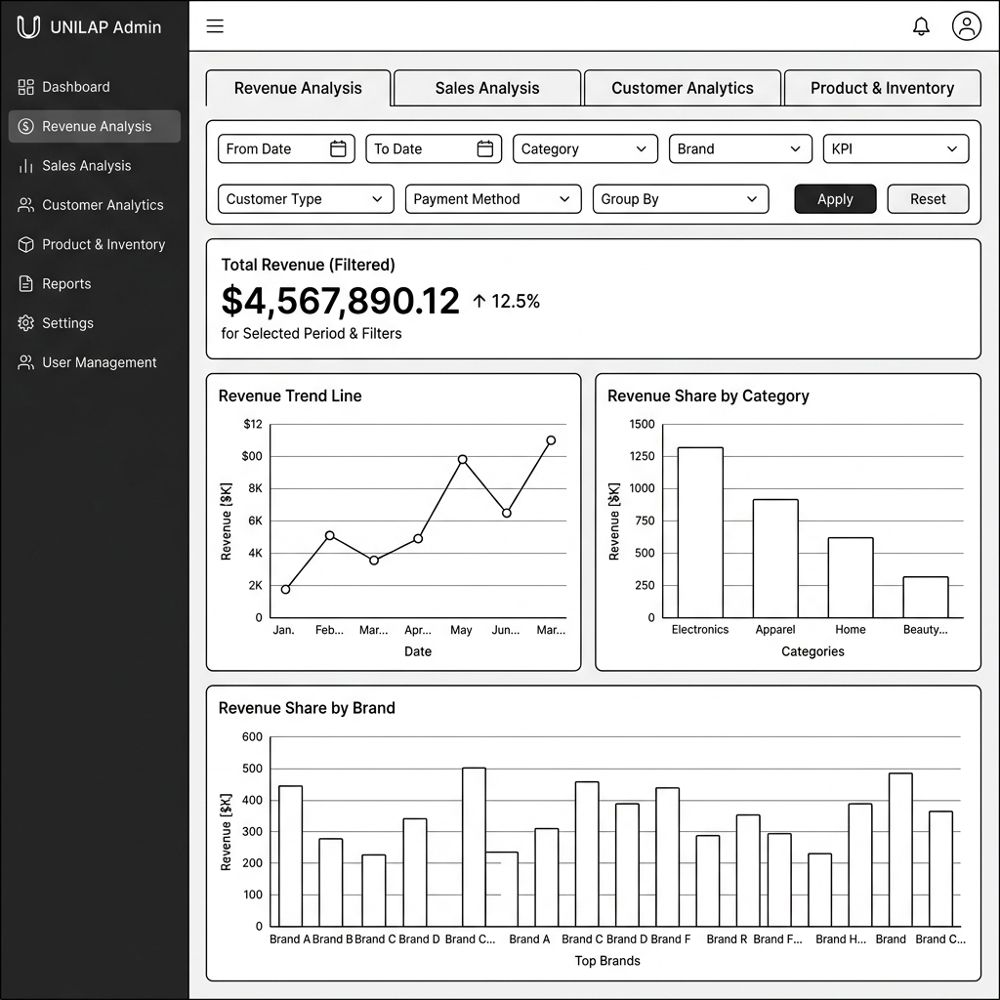 UNILAP Admin
Dashboard
Revenue Analysis
Sales Analysis
Customer Analytics
Product & Inventory
Reports
Settings
User Management
Revenue Analysis
Sales Analysis
Customer Analytics
Product & Inventory
From Date
To Date
Category
Brand
KPI
Customer Type
Payment Method
Group By
Apply
Reset
Total Revenue (Filtered)
$4,567,890.12 ↑ 12.5%
for Selected Period & Filters
Revenue Trend Line
Revenue [$K]
$12
$00
8K
6K
4K
2K
0
Jan. Feb... Mar... Apr... May Jun... Mar...
Date
Revenue Share by Category
Revenue [$K]
1500
1250
1000
750
500
250
0
Electronics Apparel Home Beauty...
Categories
Revenue Share by Brand
Revenue [$K]
600
500
400
300
200
100
0
Brand A Brand B Brand C Brand D Brand C... Brand A Brand C Brand D Brand F Brand R Brand F... Brand H... Brand Brand C...
Top Brands